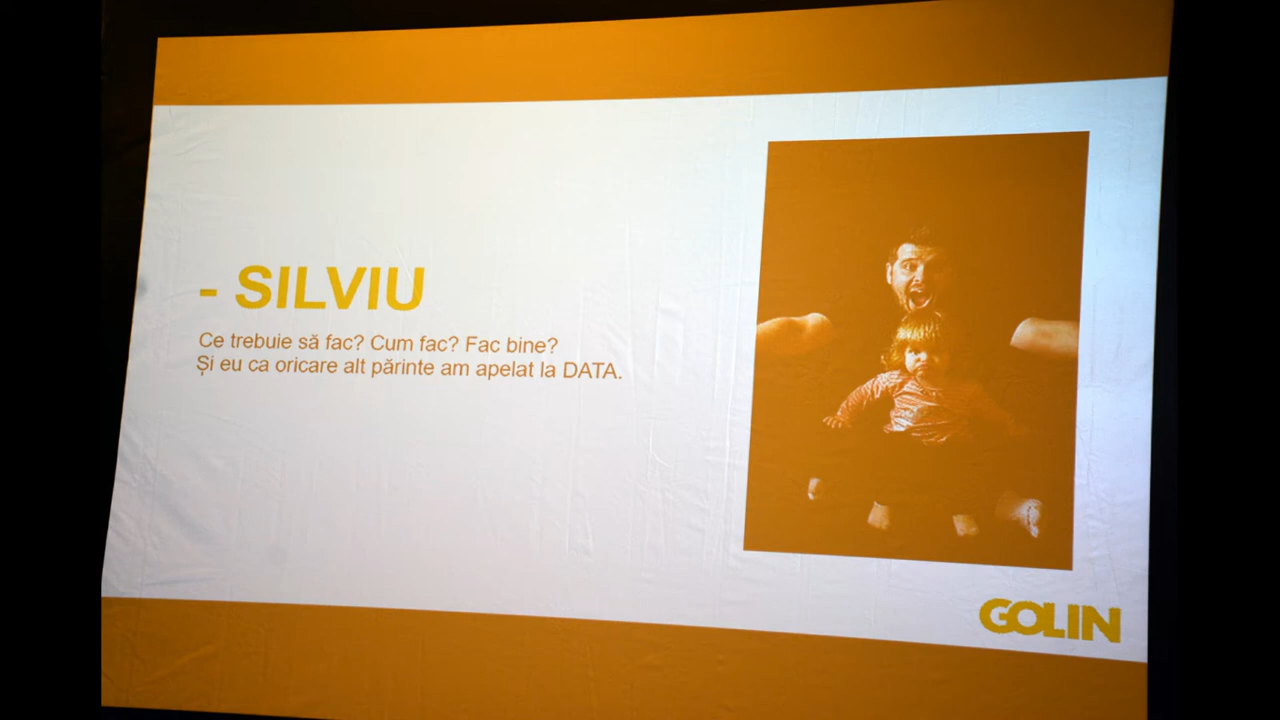 - SILVIU
Ce trebuie să fac? Cum fac? Fac bine?
Și eu ca oricare alt părinte am apelat la DATA.
GOLIN